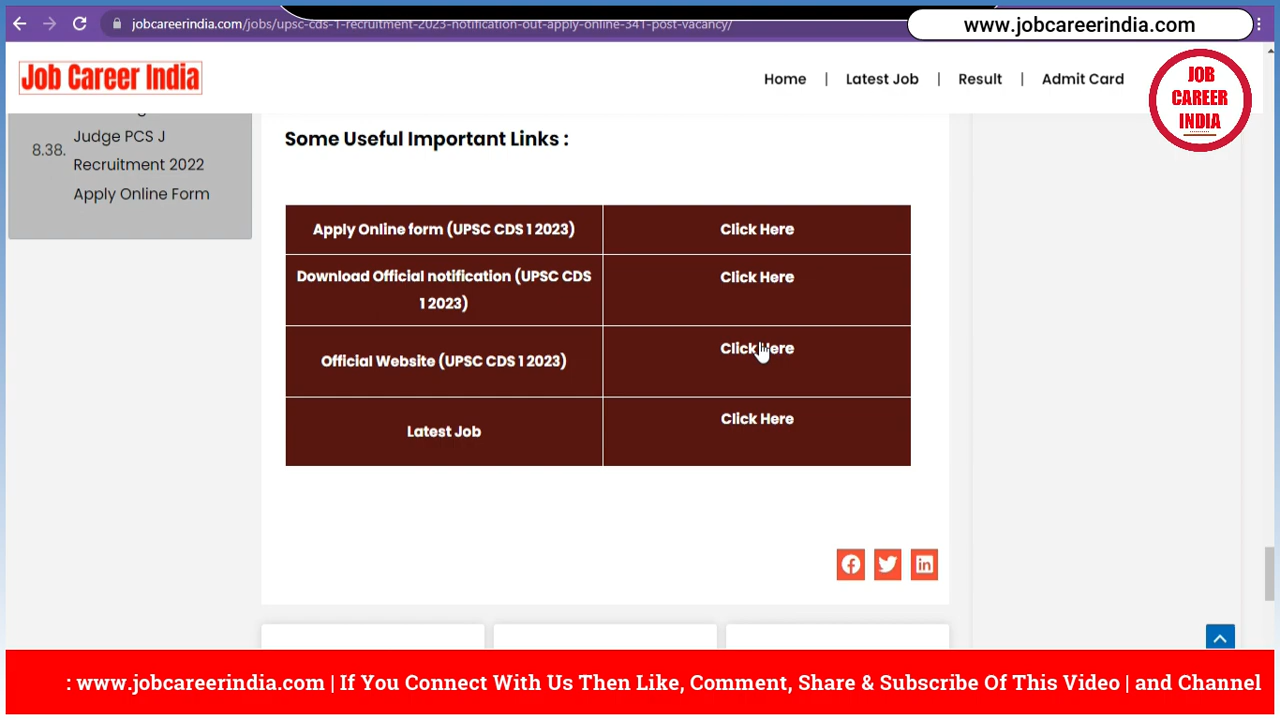 jobcareerindia.com/jobs/upsc-cds-1-recruitment-2023-notification-out-apply-online-341-post-vacancy/
www.jobcareerindia.com
Job Career India
Home | Latest Job | Result | Admit Card
JOB
CAREER
INDIA
8.38.
Judge PCS J
Recruitment 2022
Apply Online Form
Some Useful Important Links :
Apply Online form (UPSC CDS 1 2023) Click Here
Download Official notification (UPSC CDS
1 2023) Click Here
Official Website (UPSC CDS 1 2023) Click Here
Latest Job Click Here
: www.jobcareerindia.com | If You Connect With Us Then Like, Comment, Share & Subscribe Of This Video | and Channel